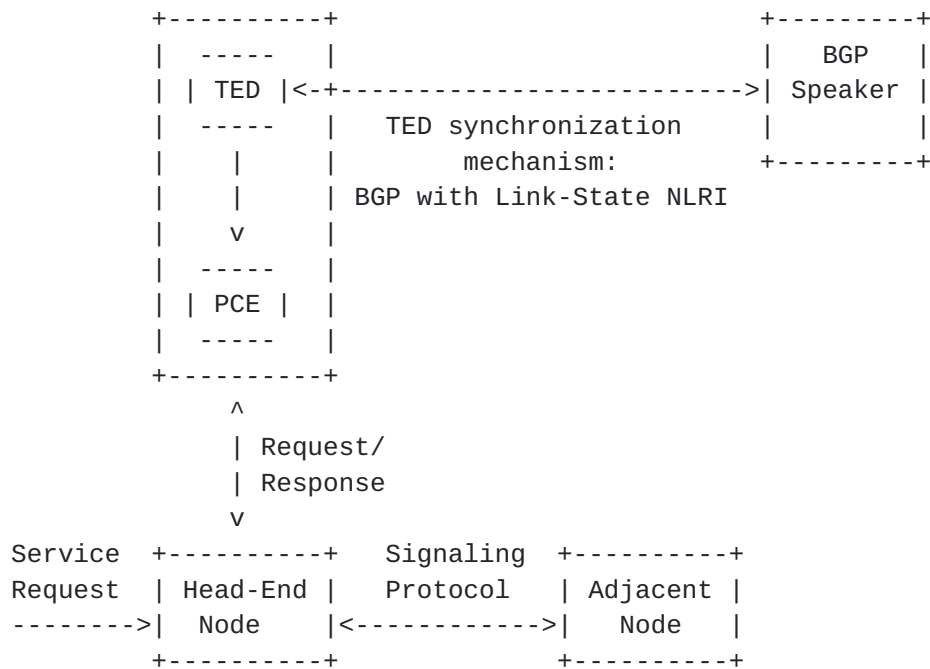 +----------+                           +---------+
         |  -----   |                           |   BGP   |
         | | TED |<-+-------------------------->| Speaker |
         |  -----   |   TED synchronization     |         |
         |    |     |        mechanism:         +---------+
         |    |     | BGP with Link-State NLRI
         |    v     |
         |  -----   |
         | | PCE |  |
         |  -----   |
         +----------+
              ^
              | Request/
              | Response
              v
Service  +----------+   Signaling  +----------+
Request  | Head-End |   Protocol   | Adjacent |
-------->|  Node    |<------------>|   Node   |
         +----------+              +----------+